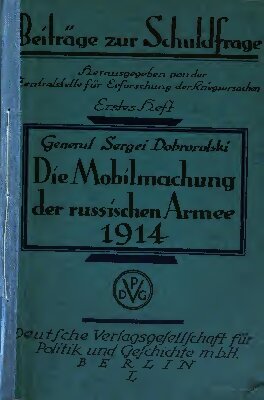 Beiträge zur Schuldfrage
Herausgegeben von der
Zentralstelle für Erforschung der Kriegsursachen
Erstes Heft
General Sergei Dobrorolski
Die Mobilmachung
der russischen Armee
1914
DVPG
Deutsche Verlagsgesellschaft für
Politik und Geschichte m.b.H.
BERLIN